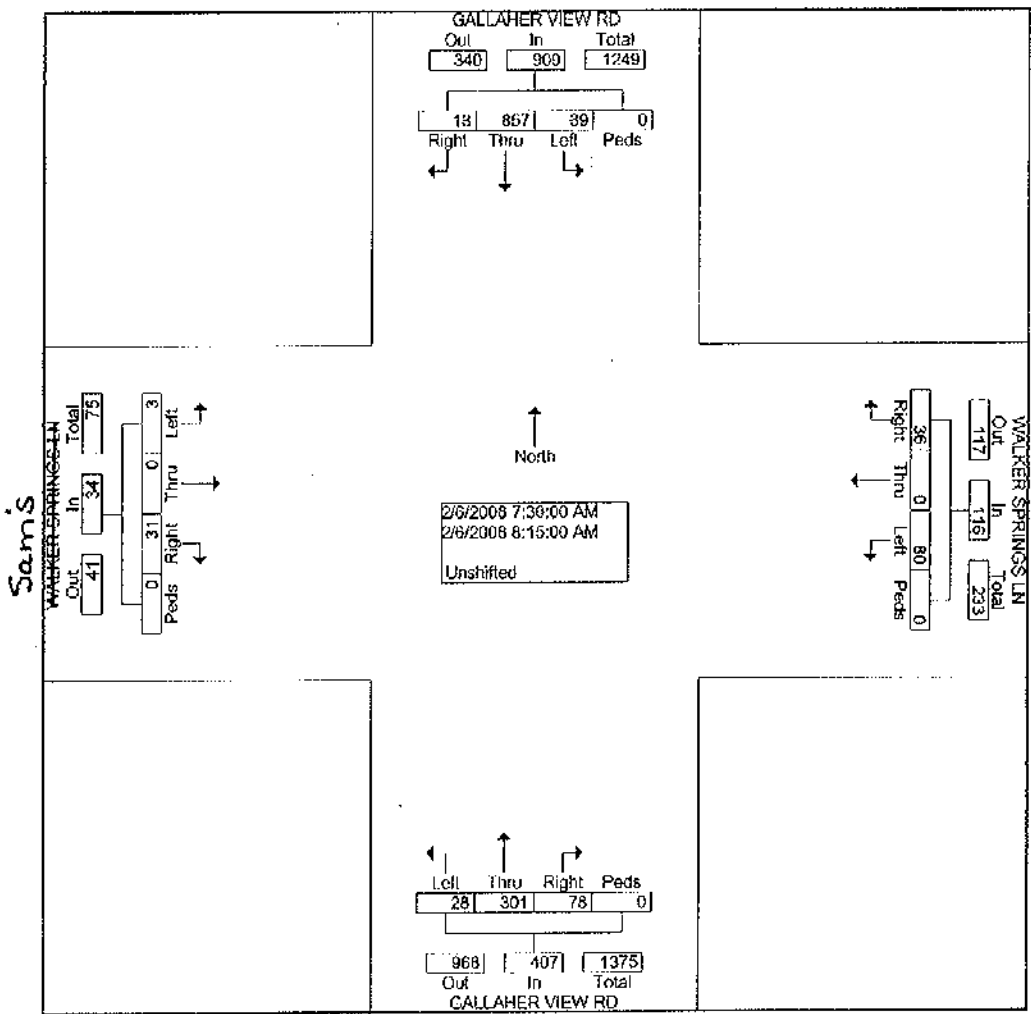 GALLAHER VIEW RD
Out In Total
340 909 1249
13 857 39 0
Right Thru Left Peds
Sam's
WALKER SPRINGS LN
Out In Total
41 34 75
3 0 31 0
Left Thru Right Peds
North
2/6/2008 7:30:00 AM
2/6/2008 8:15:00 AM
Unshifted
WALKER SPRINGS LN
Out In Total
117 116 233
36 0 80 0
Right Thru Left Peds
Left Thru Right Peds
28 301 78 0
968 407 1375
Out In Total
GALLAHER VIEW RD